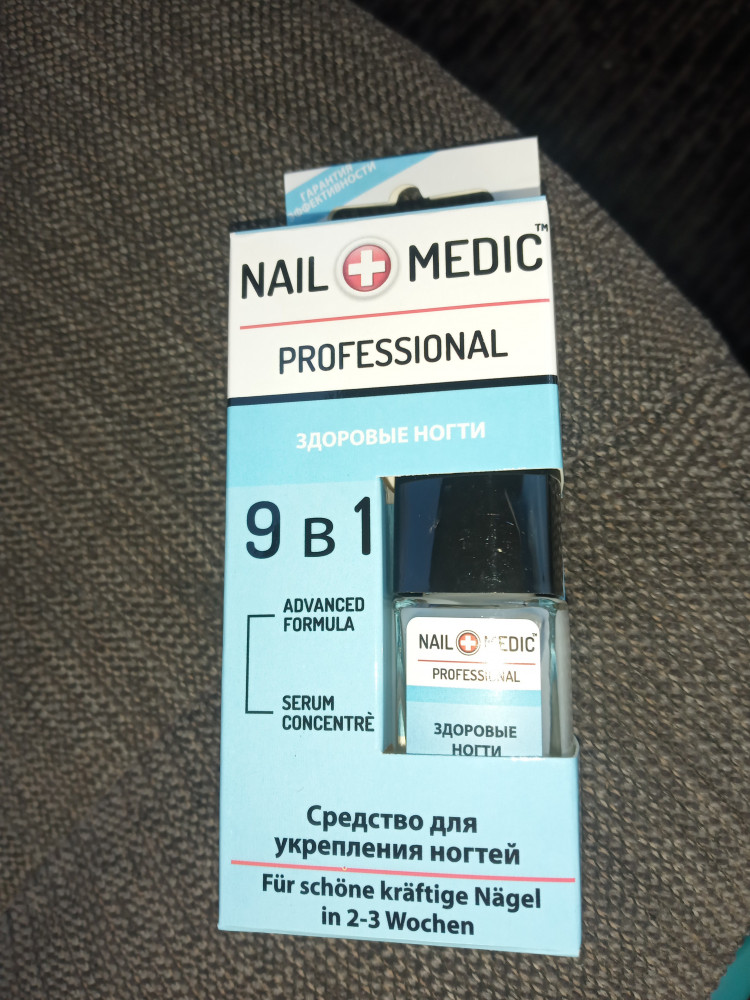 ГАРАНТИЯ
ЭФФЕКТИВНОСТИ
NAIL MEDIC™
PROFESSIONAL
ЗДОРОВЫЕ НОГТИ
9 в 1
ADVANCED
FORMULA
SERUM
CONCENTRÈ
NAIL MEDIC™
PROFESSIONAL
ЗДОРОВЫЕ
НОГТИ
Средство для
укрепления ногтей
Für schöne kräftige Nägel
in 2-3 Wochen